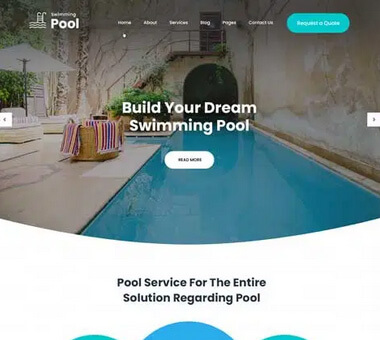 Swimming
Pool
Home About Services Blog Pages Contact Us
Request a Quote
Build Your Dream
Swimming Pool
READ MORE
Pool Service For The Entire
Solution Regarding Pool